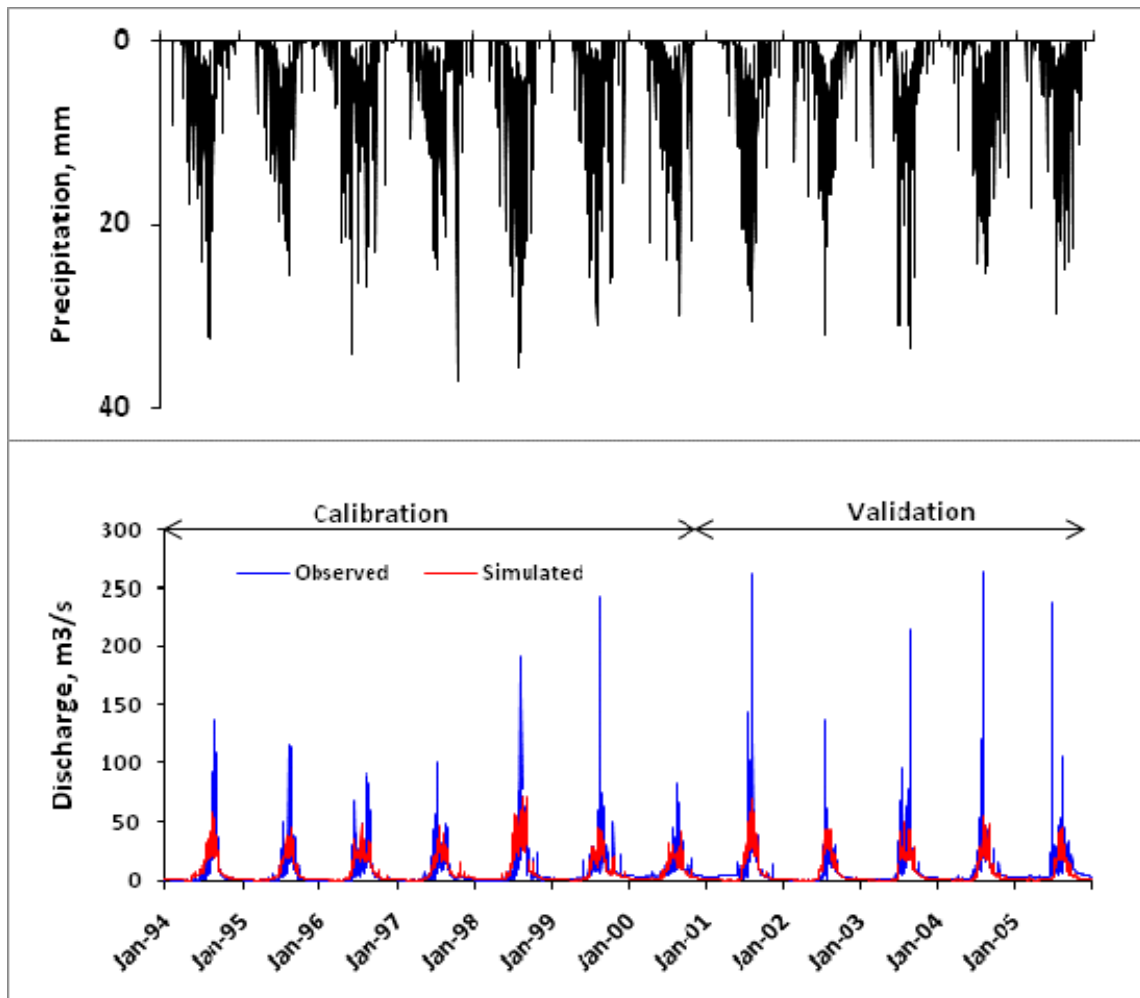 0
20
40
Precipitation, mm
Calibration
Validation
300
250
200
150
100
50
0
Observed
Simulated
Discharge, m3/s
Jan-94
Jan-95
Jan-96
Jan-97
Jan-98
Jan-99
Jan-00
Jan-01
Jan-02
Jan-03
Jan-04
Jan-05